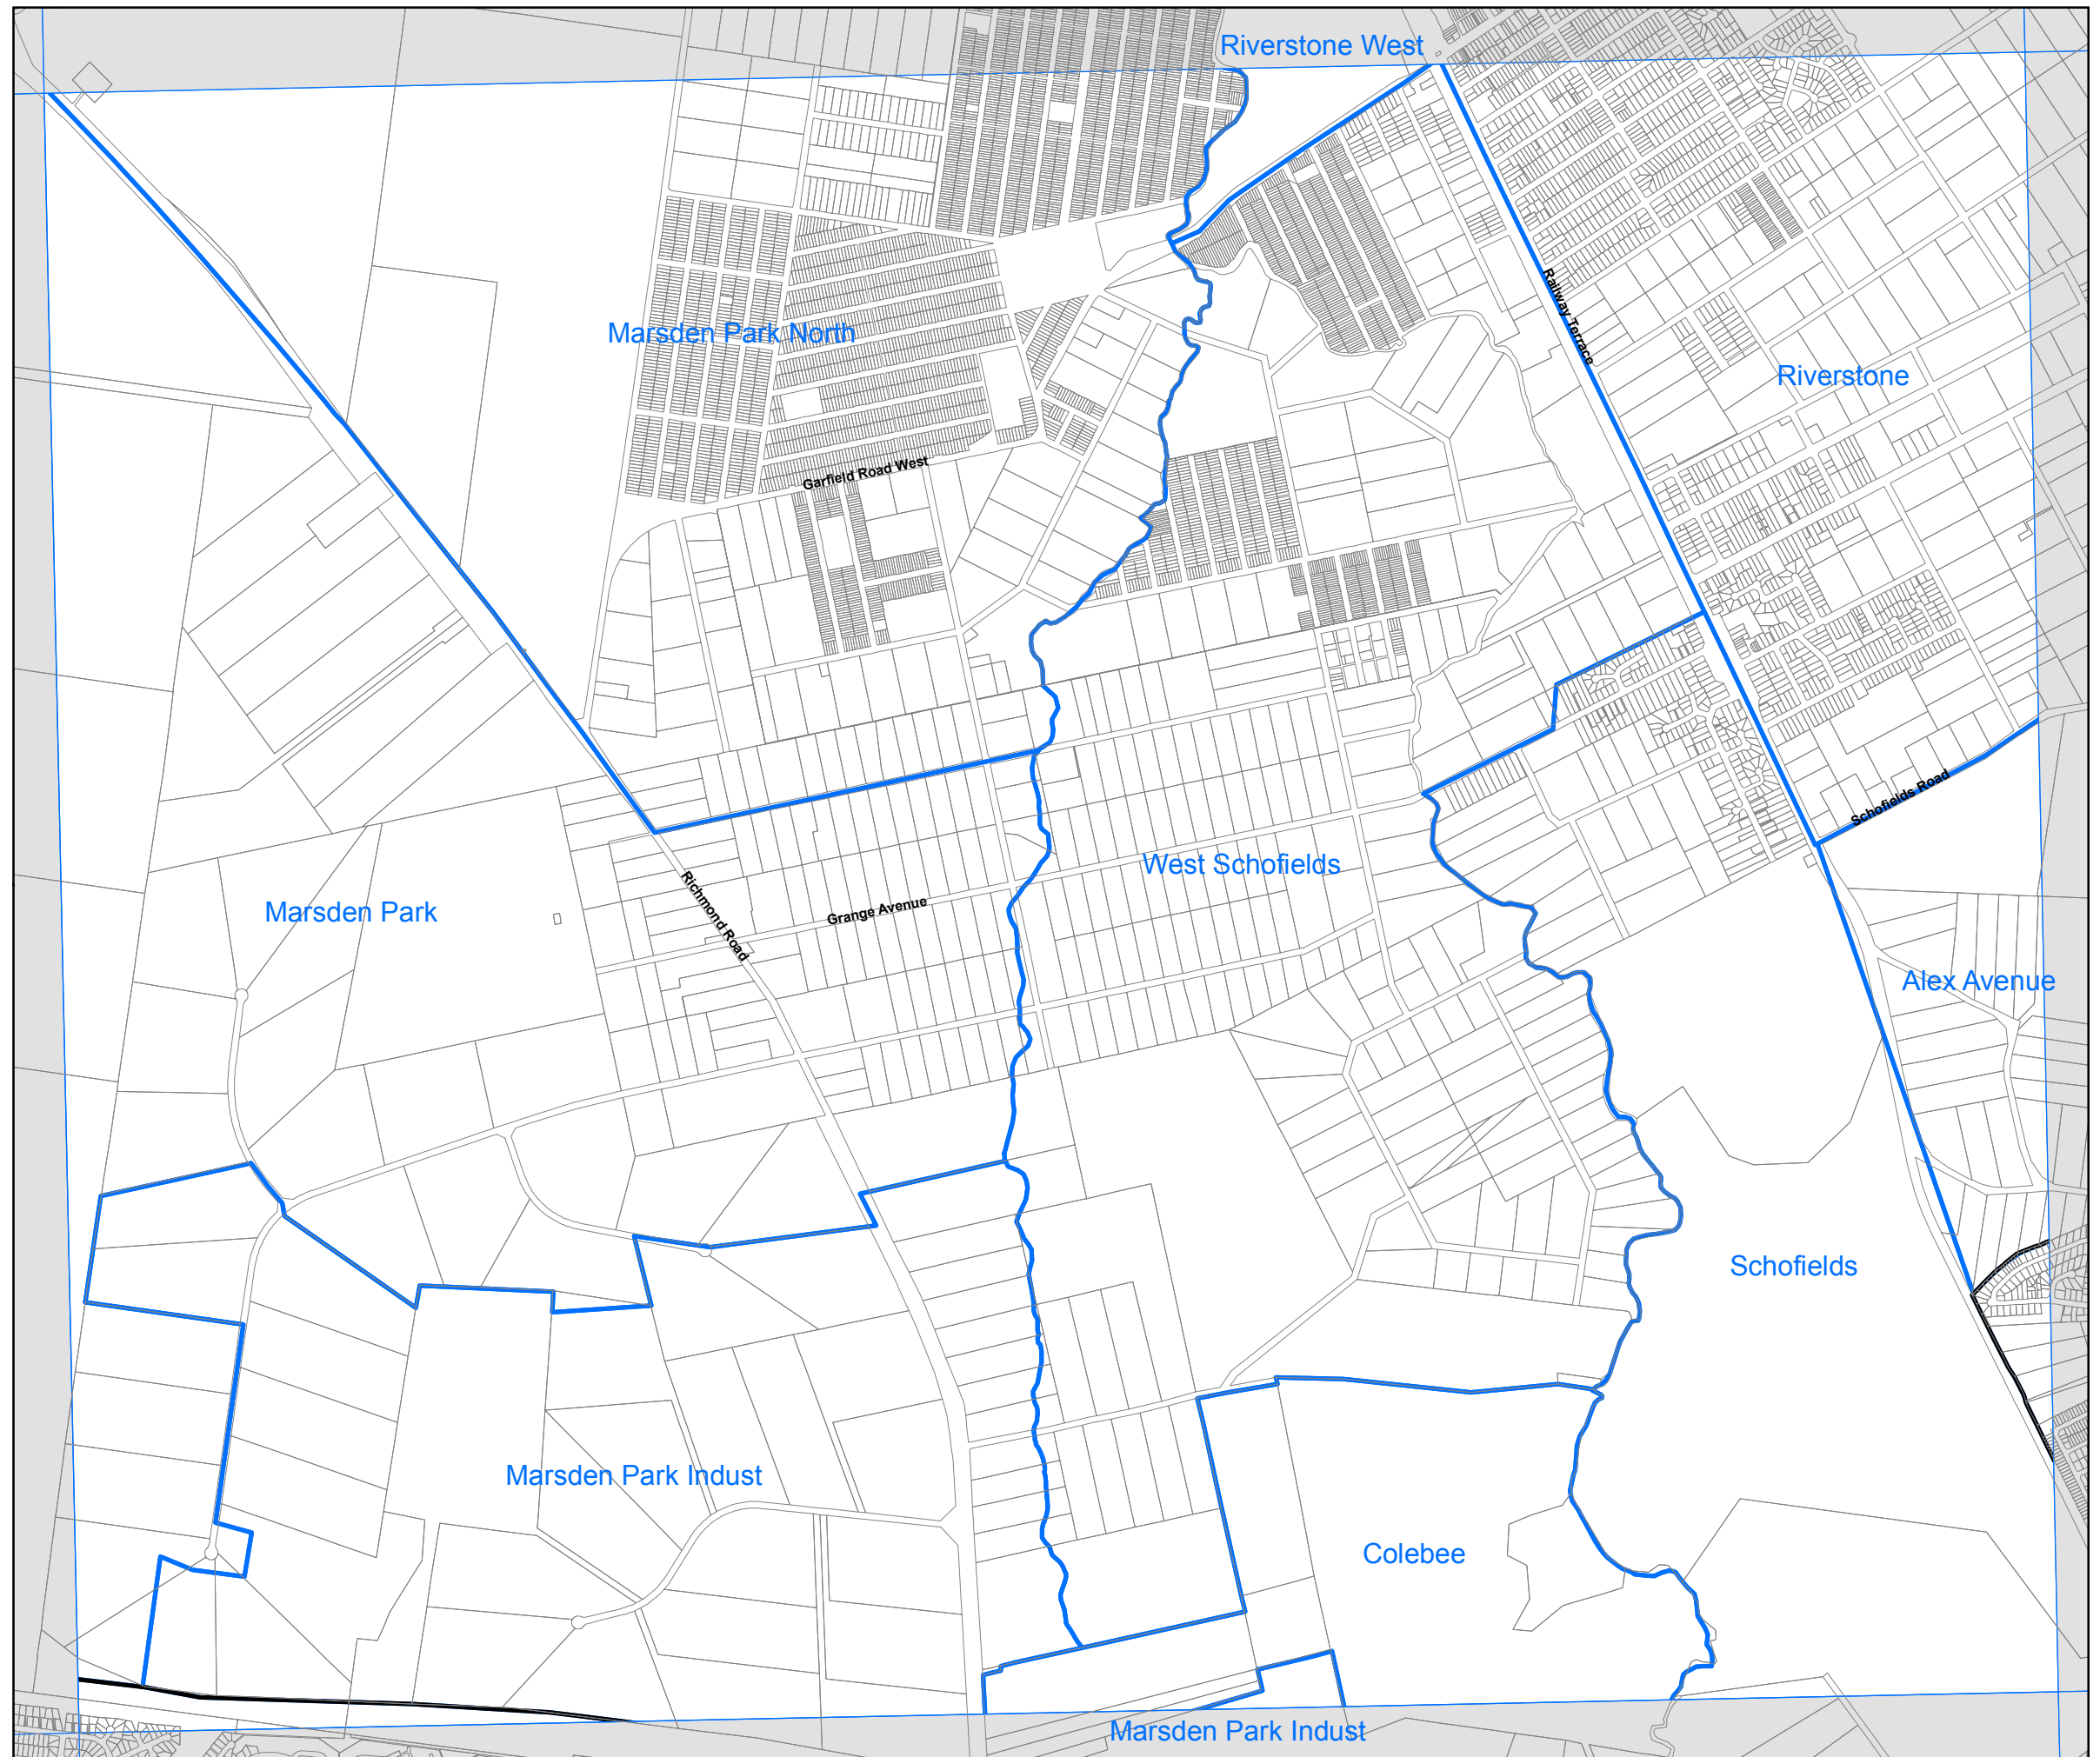 Riverstone West
Marsden Park North
Railway Terrace
Riverstone
Garfield Road West
Schofields Road
West Schofields
Marsden Park
Richmond Road
Grange Avenue
Alex Avenue
Schofields
Marsden Park Indust
Colebee
Marsden Park Indust